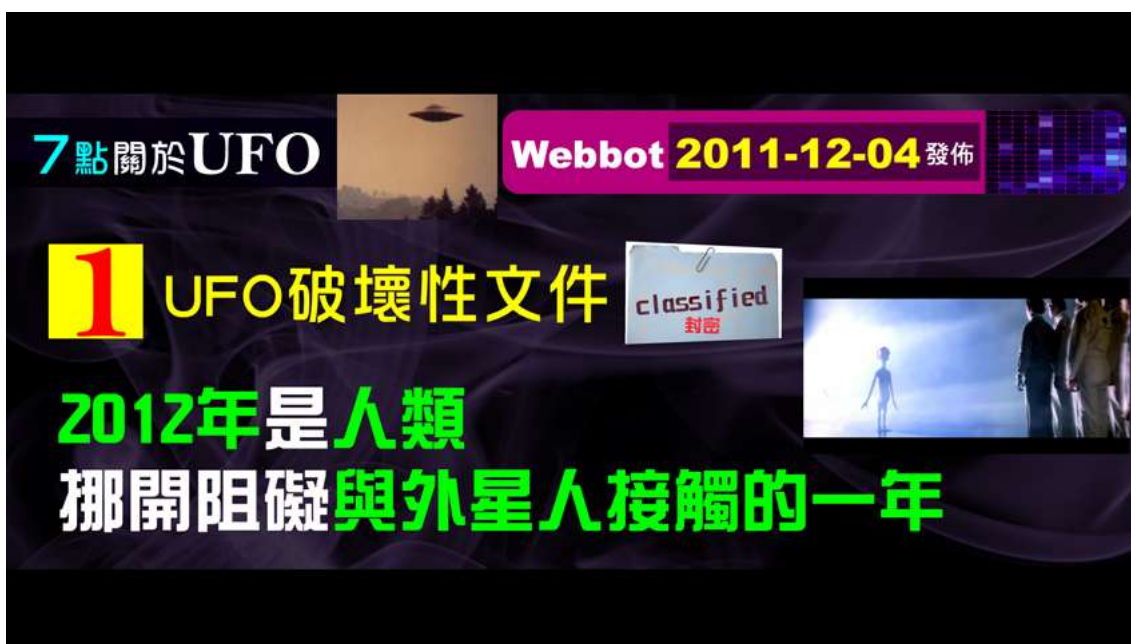 7點關於UFO
Webbot 2011-12-04 發佈
1 UFO破壞性文件
classified
封密
2012年是人類
挪開阻礙與外星人接觸的一年